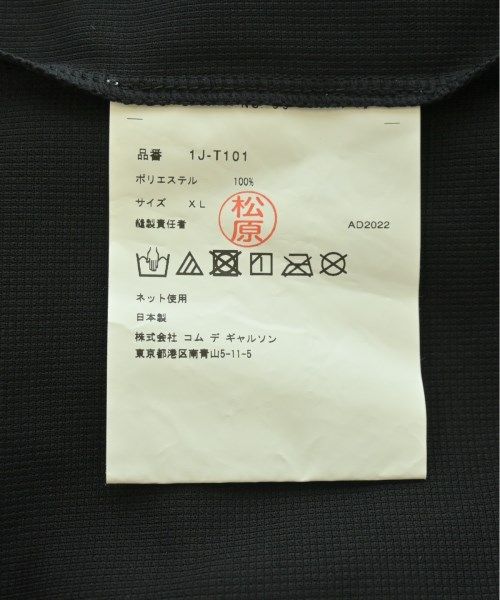 品番 1J-T101
ポリエステル 100%
サイズ XL
縫製責任者 松原 AD2022
ネット使用
日本製
株式会社 コム デ ギャルソン
東京都港区南青山5-11-5